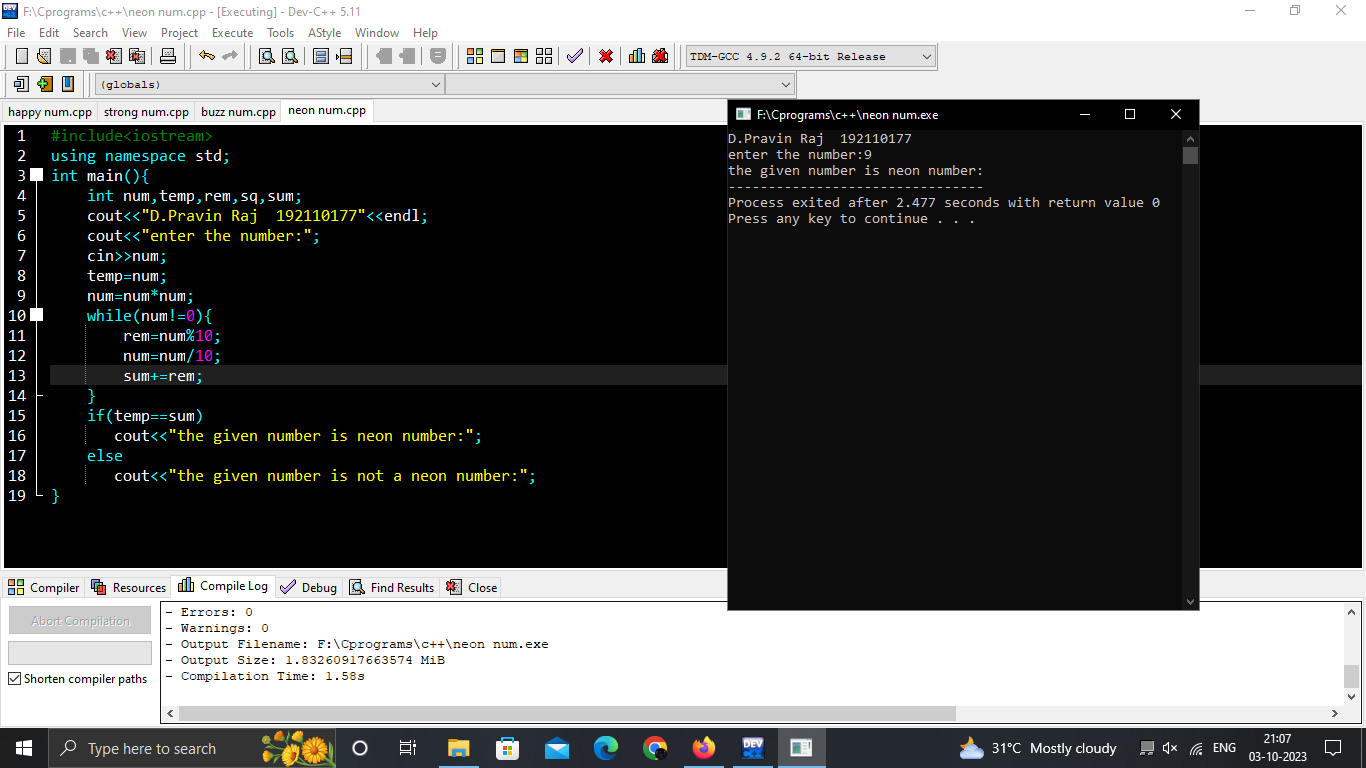 F:\Cprograms\c++\neon num.cpp - [Executing] - Dev-C++ 5.11
File Edit Search View Project Execute Tools AStyle Window Help
TDM-GCC 4.9.2 64-bit Release
(globals)
happy num.cpp strong num.cpp buzz num.cpp neon num.cpp
1 #include<iostream>
2 using namespace std;
3 int main(){
4 int num,temp,rem,sq,sum;
5 cout<<"D.Pravin Raj  192110177"<<endl;
6 cout<<"enter the number:";
7 cin>>num;
8 temp=num;
9 num=num*num;
10 while(num!=0){
11 rem=num%10;
12 num=num/10;
13 sum+=rem;
14 }
15 if(temp==sum)
16 cout<<"the given number is neon number:";
17 else
18 cout<<"the given number is not a neon number:";
19 }
F:\Cprograms\c++\neon num.exe
D.Pravin Raj  192110177
enter the number:9
the given number is neon number:
--------------------------------
Process exited after 2.477 seconds with return value 0
Press any key to continue . . .
Compiler Resources Compile Log Debug Find Results Close
Abort Compilation
Shorten compiler paths
- Errors: 0
- Warnings: 0
- Output Filename: F:\Cprograms\c++\neon num.exe
- Output Size: 1.83260917663574 MiB
- Compilation Time: 1.58s
Type here to search
DEV
31°C Mostly cloudy
ENG
21:07
03-10-2023